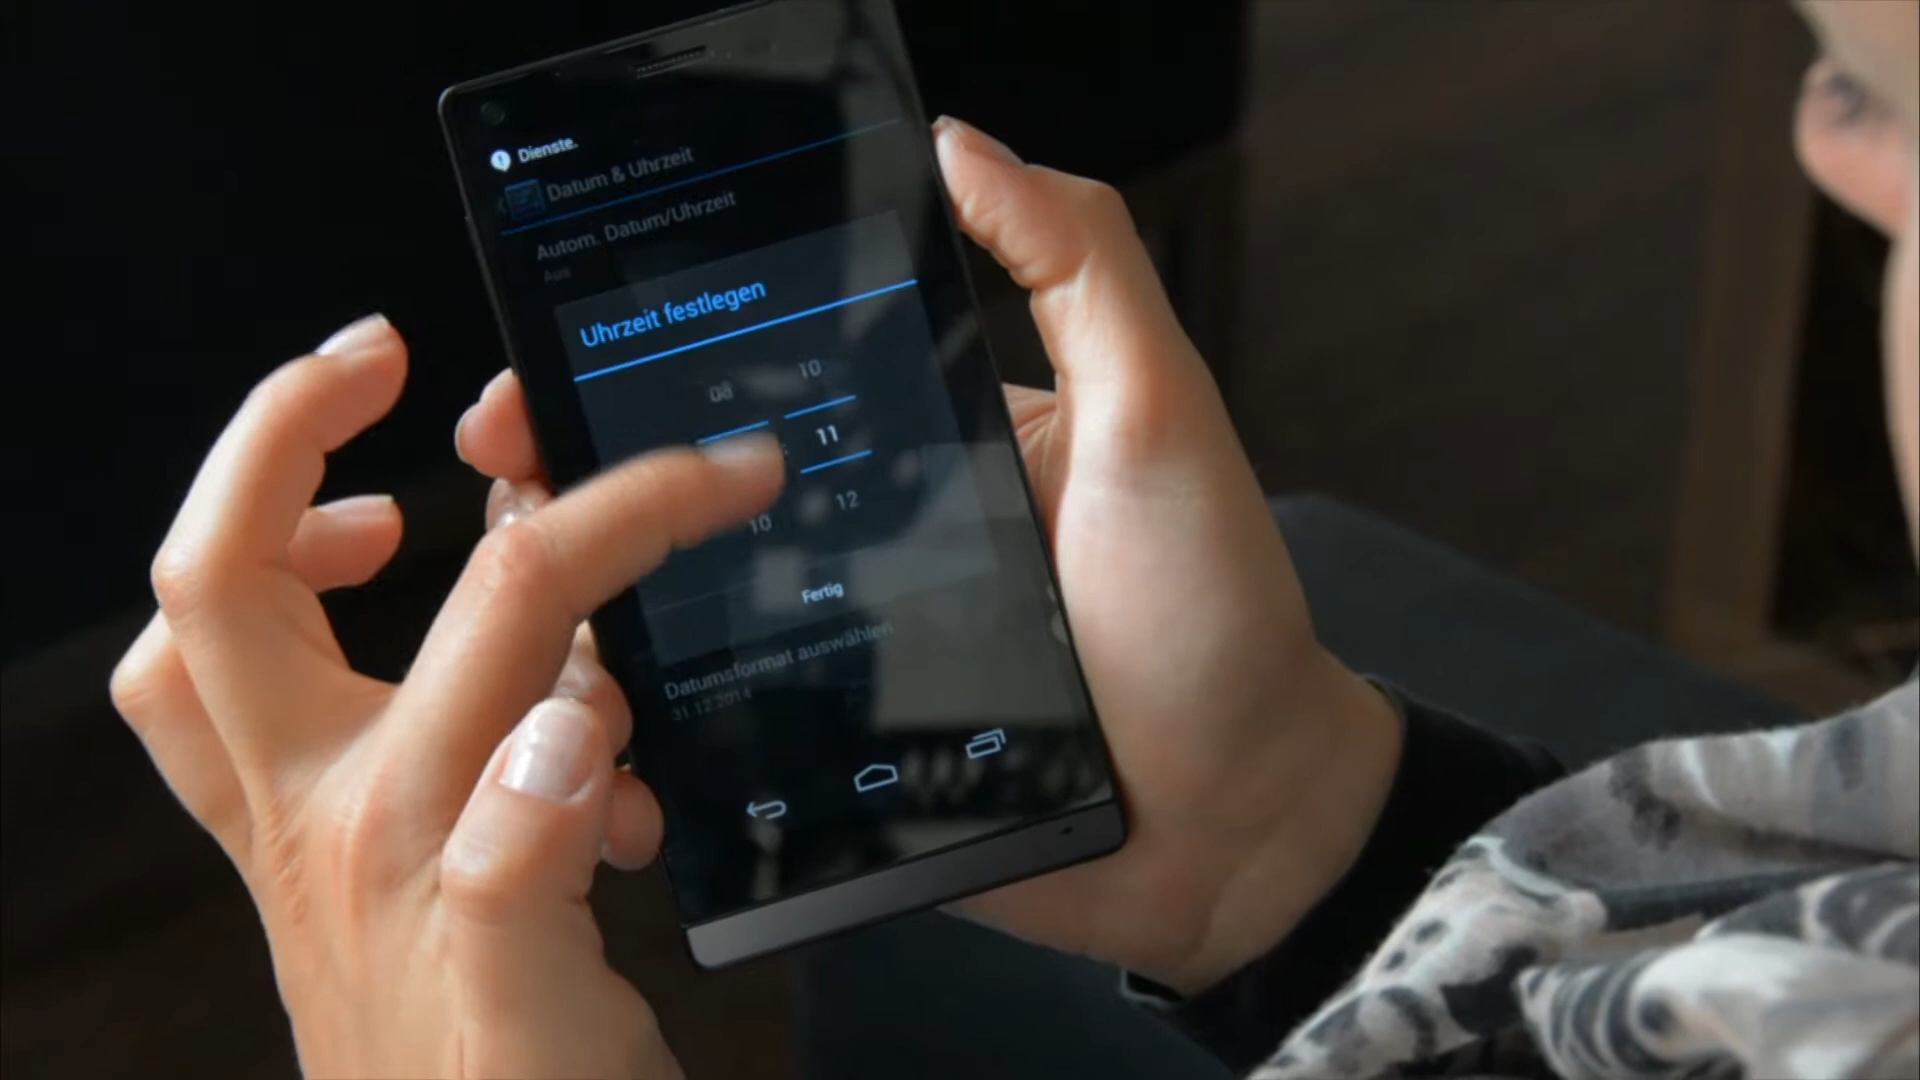 Dienste.
Datum & Uhrzeit
Autom. Datum/Uhrzeit
Aus
Uhrzeit festlegen
08 10
11
10 12
Fertig
Datumsformat auswählen
31.12.2014